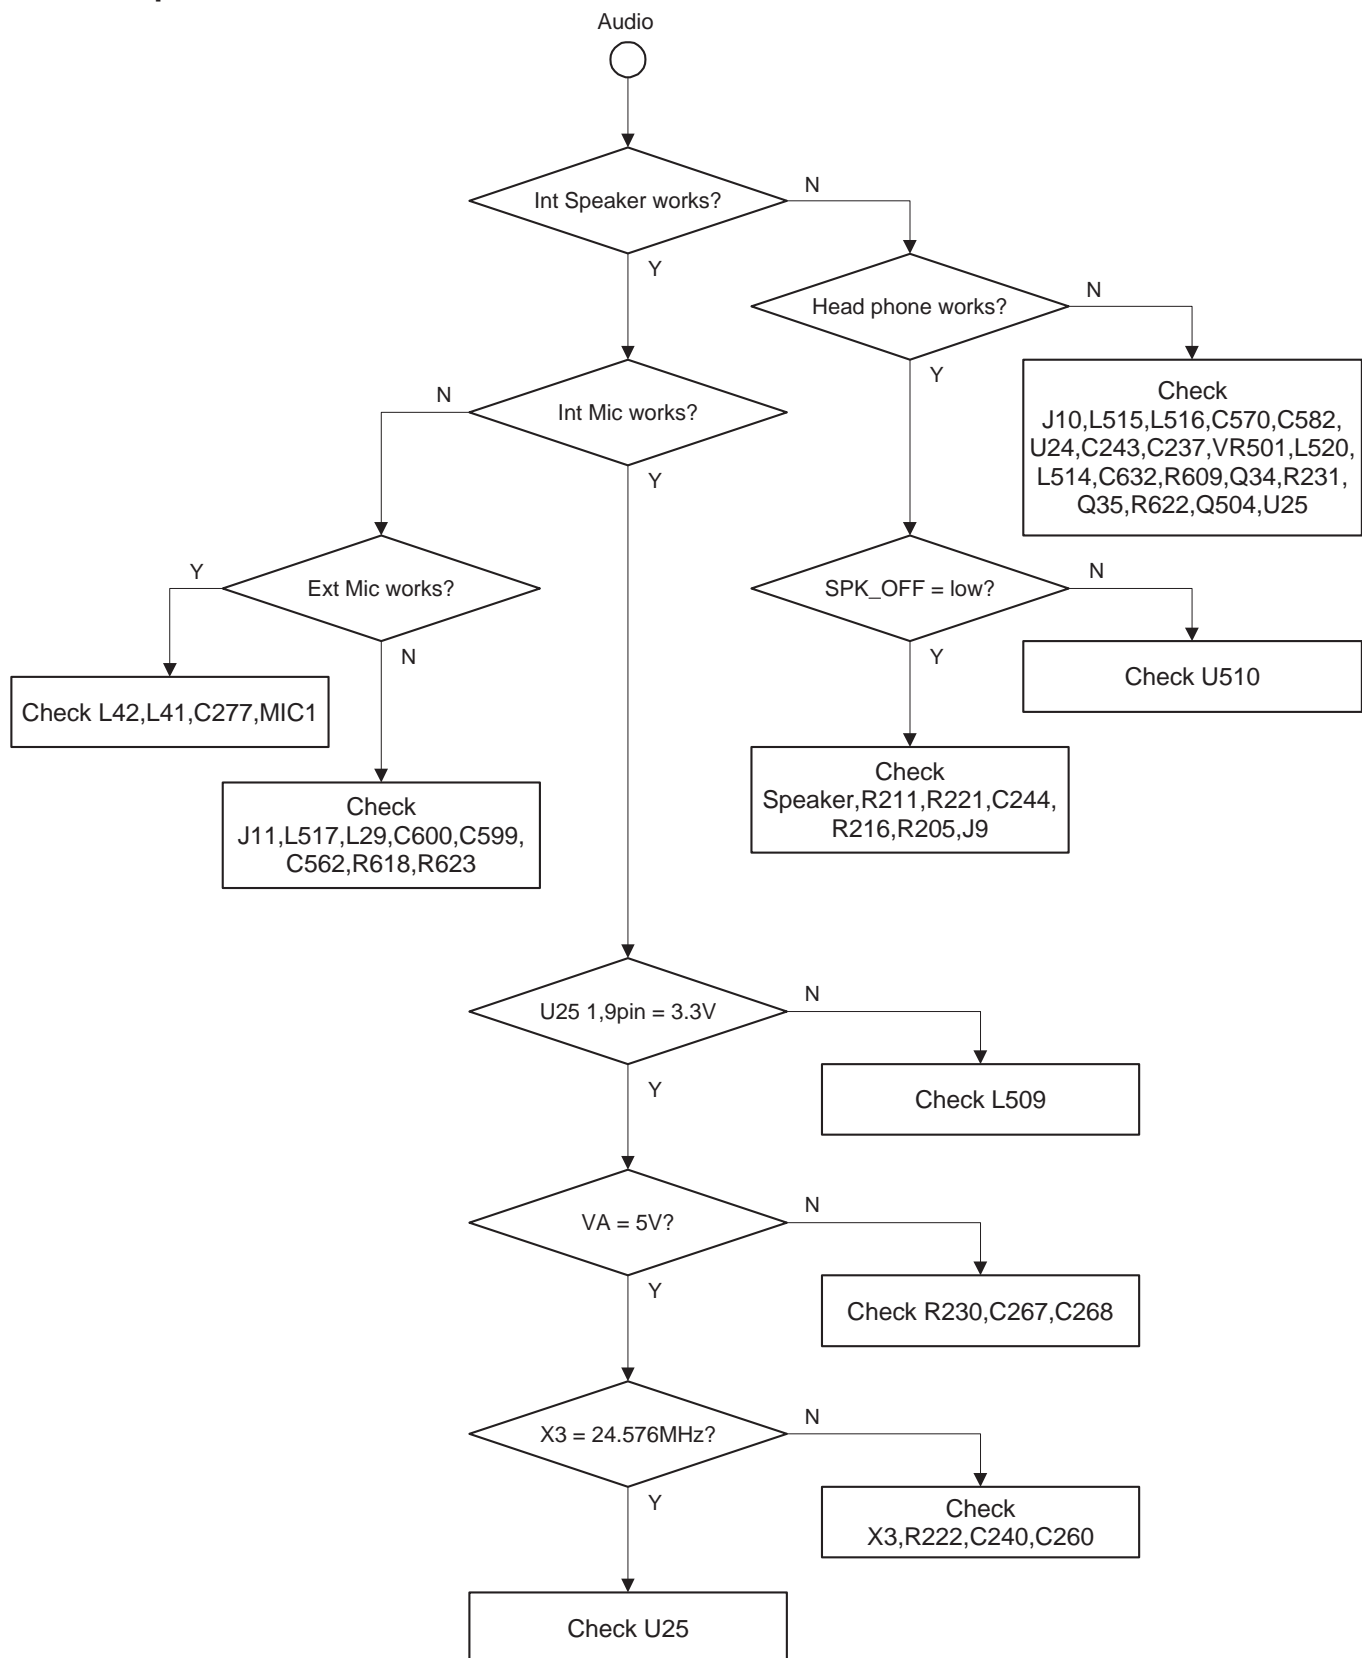 Audio
Int Speaker works?
N
Y
Head phone works?
N
Y
Check
J10,L515,L516,C570,C582,
U24,C243,C237,VR501,L520,
L514,C632,R609,Q34,R231,
Q35,R622,Q504,U25
Int Mic works?
N
Y
Ext Mic works?
Y
N
SPK_OFF = low?
N
Y
Check U510
Check L42,L41,C277,MIC1
Check
Speaker,R211,R221,C244,
R216,R205,J9
Check
J11,L517,L29,C600,C599,
C562,R618,R623
U25 1,9pin = 3.3V
N
Y
Check L509
VA = 5V?
N
Y
Check R230,C267,C268
X3 = 24.576MHz?
N
Y
Check
X3,R222,C240,C260
Check U25